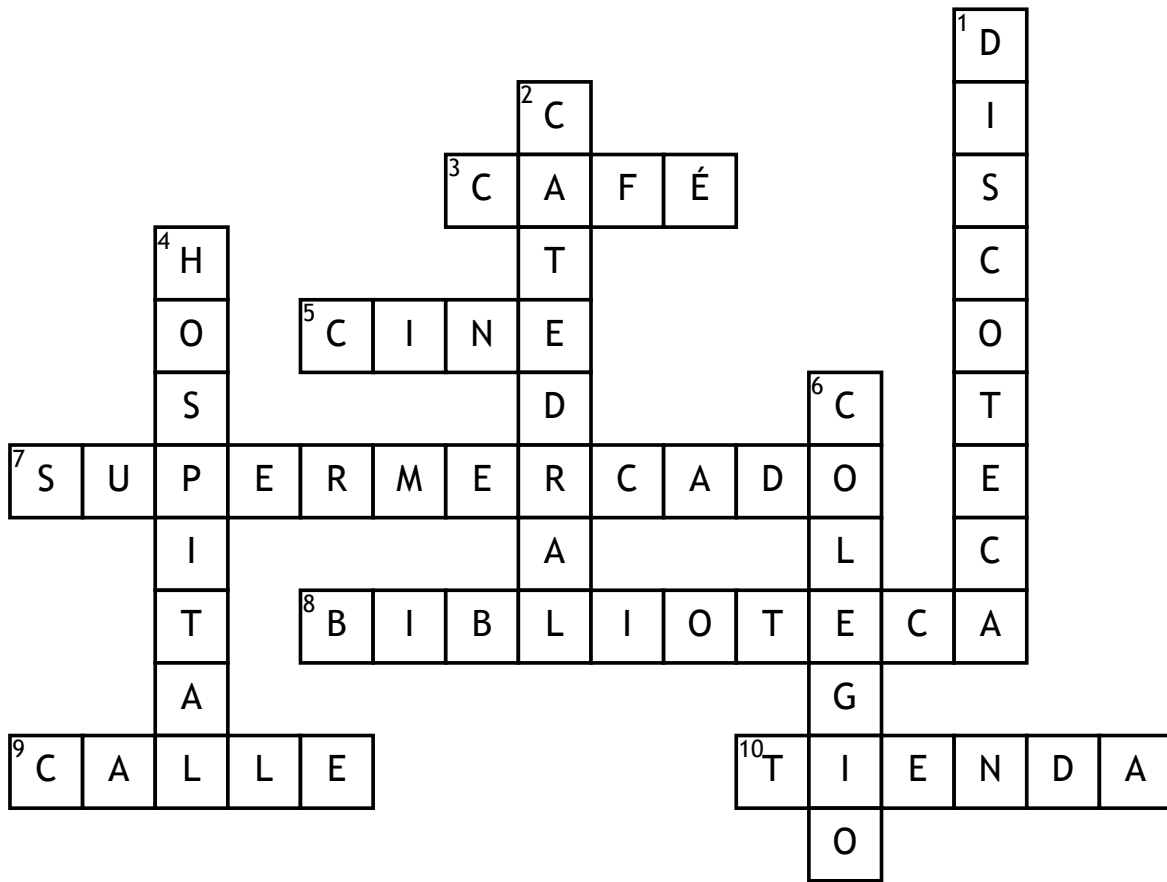 1 D
2 C I
3 C A F É S
4 H T C
O 5 C I N E O
S D 6 C T
7 S U P E R M E R C A D O E
I A L C
T 8 B I B L I O T E C A
A G
9 C A L L E 10 T I E N D A
O